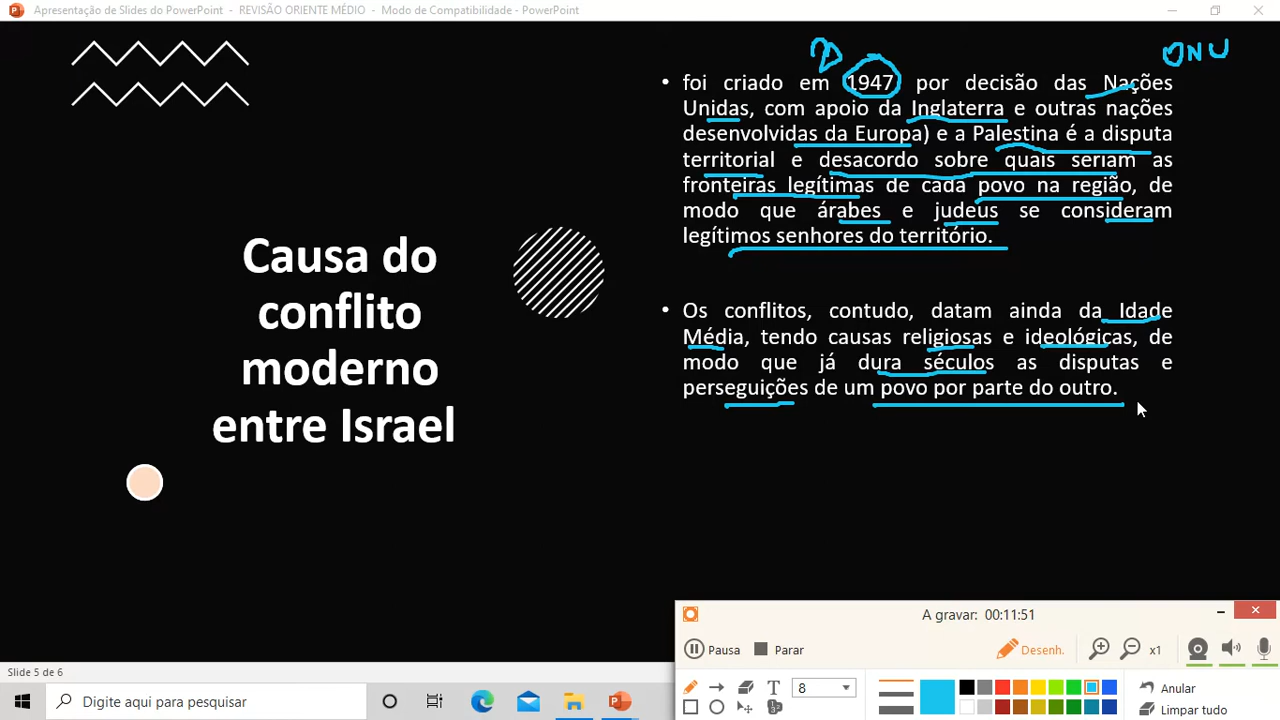 Apresentação de Slides do PowerPoint - REVISÃO ORIENTE MÉDIO - Modo de Compatibilidade - PowerPoint
ONU
• foi criado em 1947 por decisão das Nações
Unidas, com apoio da Inglaterra e outras nações
desenvolvidas da Europa) e a Palestina é a disputa
territorial e desacordo sobre quais seriam as
fronteiras legítimas de cada povo na região, de
modo que árabes e judeus se consideram
legítimos senhores do território.
Causa do
conflito
moderno
entre Israel
• Os conflitos, contudo, datam ainda da Idade
Média, tendo causas religiosas e ideológicas, de
modo que já dura séculos as disputas e
perseguições de um povo por parte do outro.
A gravar: 00:11:51
Pausa Parar Desenh. x1
T 8
Anular
Limpar tudo
Slide 5 de 6
Digite aqui para pesquisar